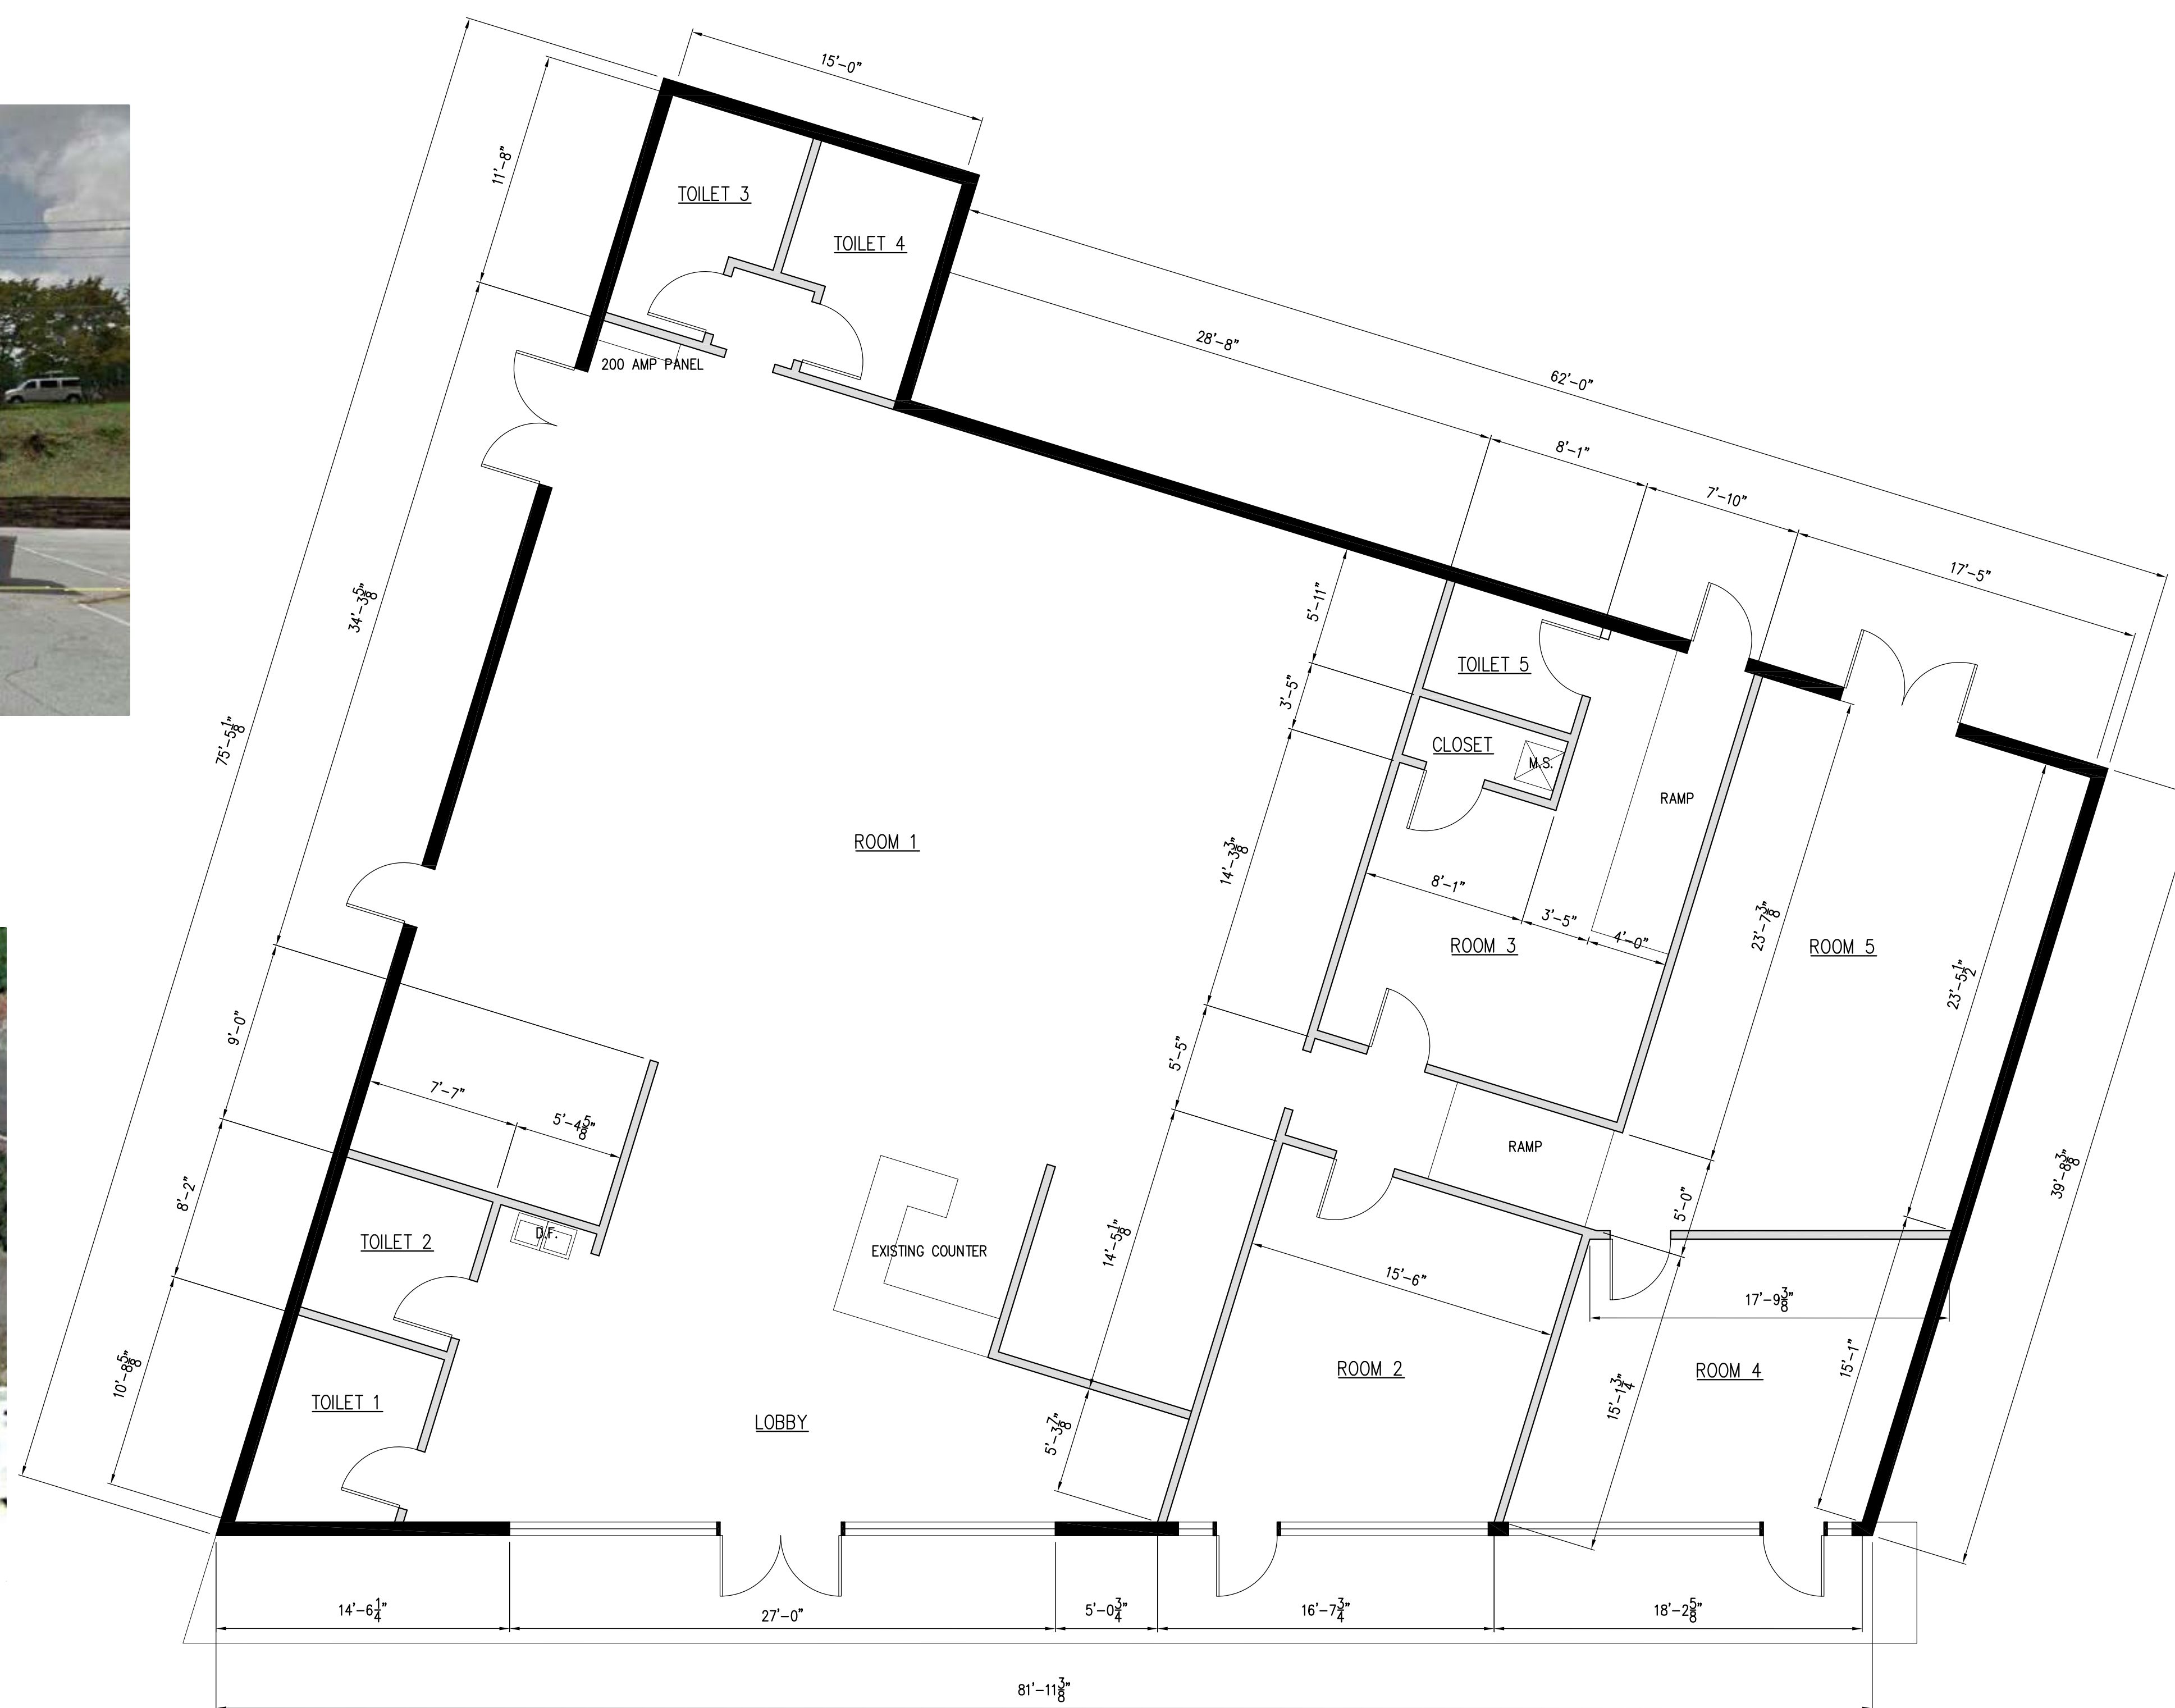 15'-0"
11'-8"
TOILET 3
TOILET 4
200 AMP PANEL
28'-8"
62'-0"
8'-1"
7'-10"
17'-5"
34'-3 5/8"
5'-11"
3'-5"
TOILET 5
CLOSET
M.S.
RAMP
75'-5 1/8"
ROOM 1
14'-3 3/8"
8'-1"
3'-5"
4'-0"
ROOM 3
23'-7 3/8"
ROOM 5
23'-5 1/2"
9'-0"
7'-7"
5'-4 5/8"
5'-5"
RAMP
39'-8 3/8"
8'-2"
TOILET 2
D.F.
EXISTING COUNTER
14'-5 1/8"
15'-6"
5'-0"
17'-9 3/8"
10'-8 5/8"
TOILET 1
LOBBY
5'-3 7/8"
ROOM 2
15'-1 3/4"
ROOM 4
15'-1"
14'-6 1/4"
27'-0"
5'-0 3/4"
16'-7 3/4"
18'-2 5/8"
81'-11 3/8"